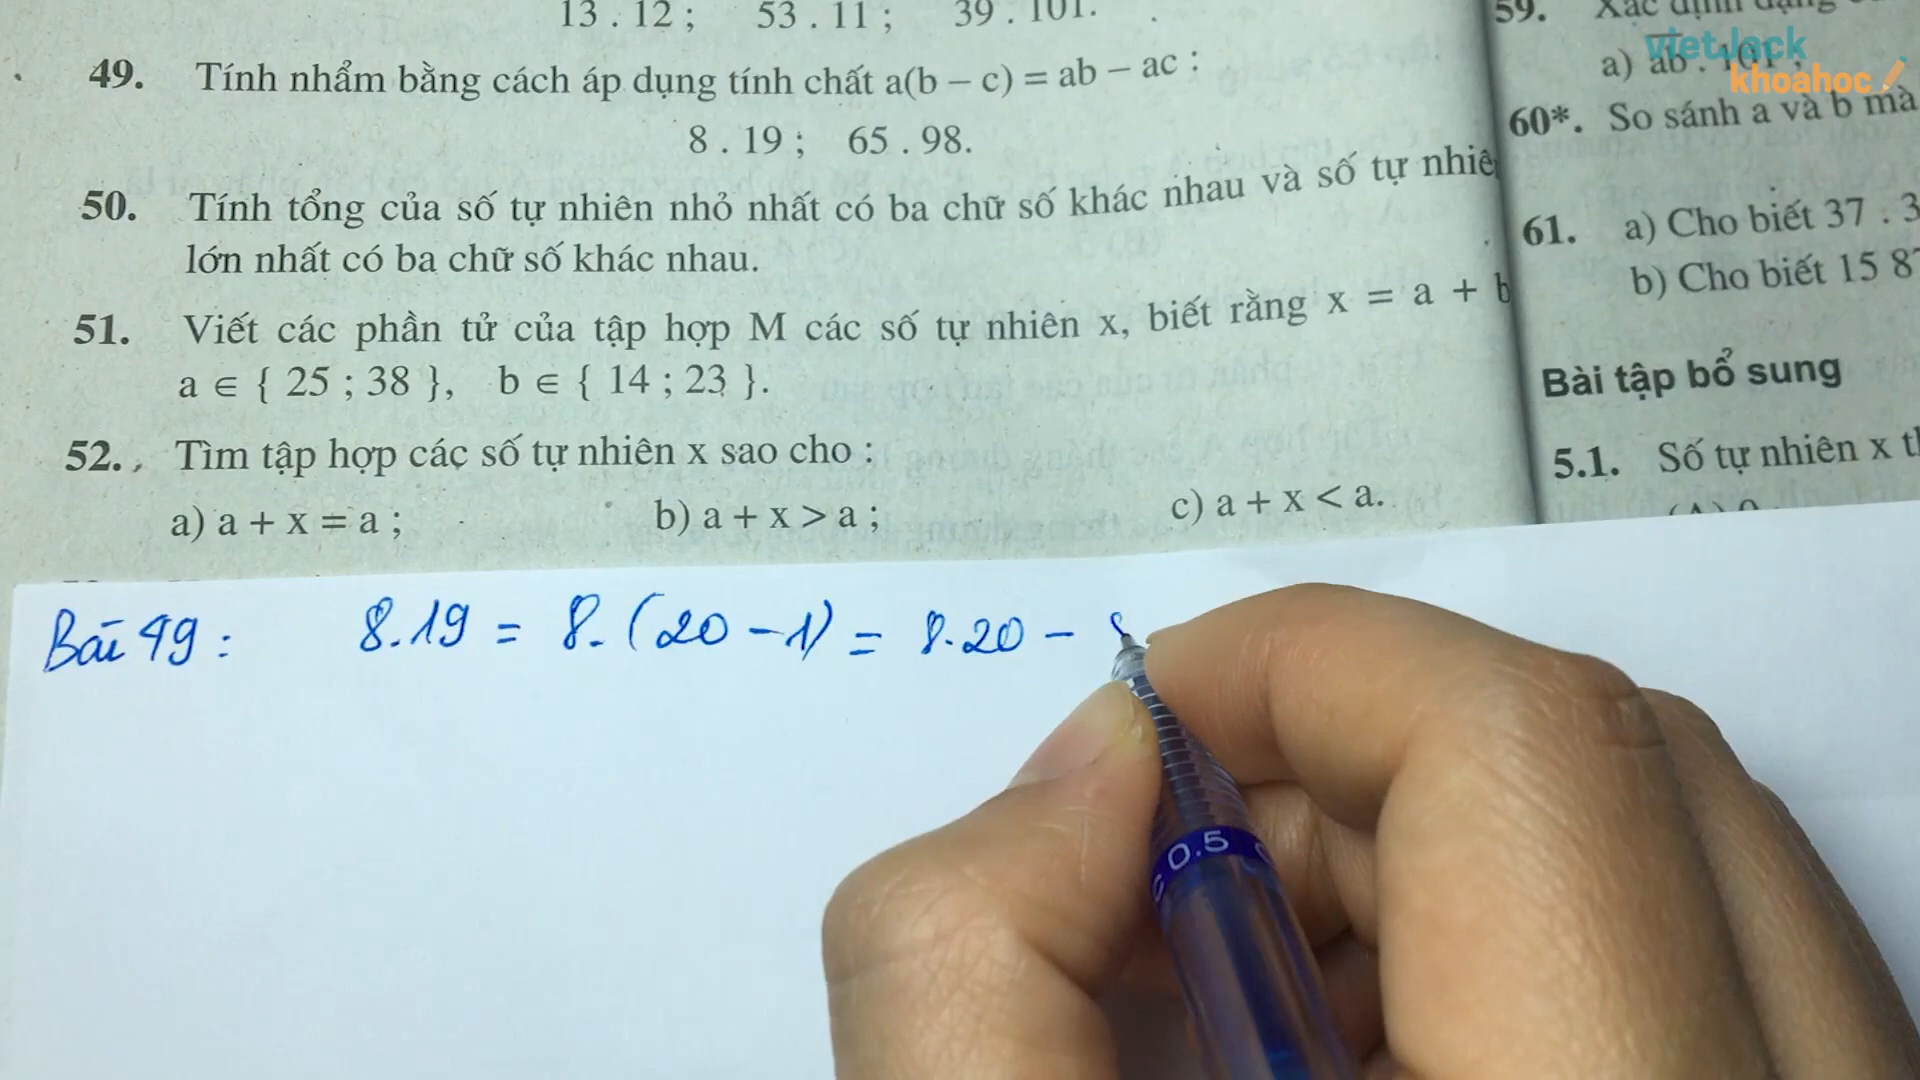 13 . 12 ; 53 . 11 ; 39 . 101.
49. Tính nhẩm bằng cách áp dụng tính chất a(b – c) = ab – ac :
8 . 19 ; 65 . 98.
50. Tính tổng của số tự nhiên nhỏ nhất có ba chữ số khác nhau và số tự nhiê
lớn nhất có ba chữ số khác nhau.
51. Viết các phần tử của tập hợp M các số tự nhiên x, biết rằng x = a + b
a ∈ { 25 ; 38 }, b ∈ { 14 ; 23 }.
52. Tìm tập hợp các số tự nhiên x sao cho :
a) a + x = a ; b) a + x > a ; c) a + x < a.
59. Xác định dạng
a) ab . 101 ;
vietJack
khoahoc
60*. So sánh a và b mà
61. a) Cho biết 37 . 3
b) Cho biết 15 87
Bài tập bổ sung
5.1. Số tự nhiên x th
Bài 49 : 8.19 = 8.(20 - 1) = 8.20 - 8
0.5